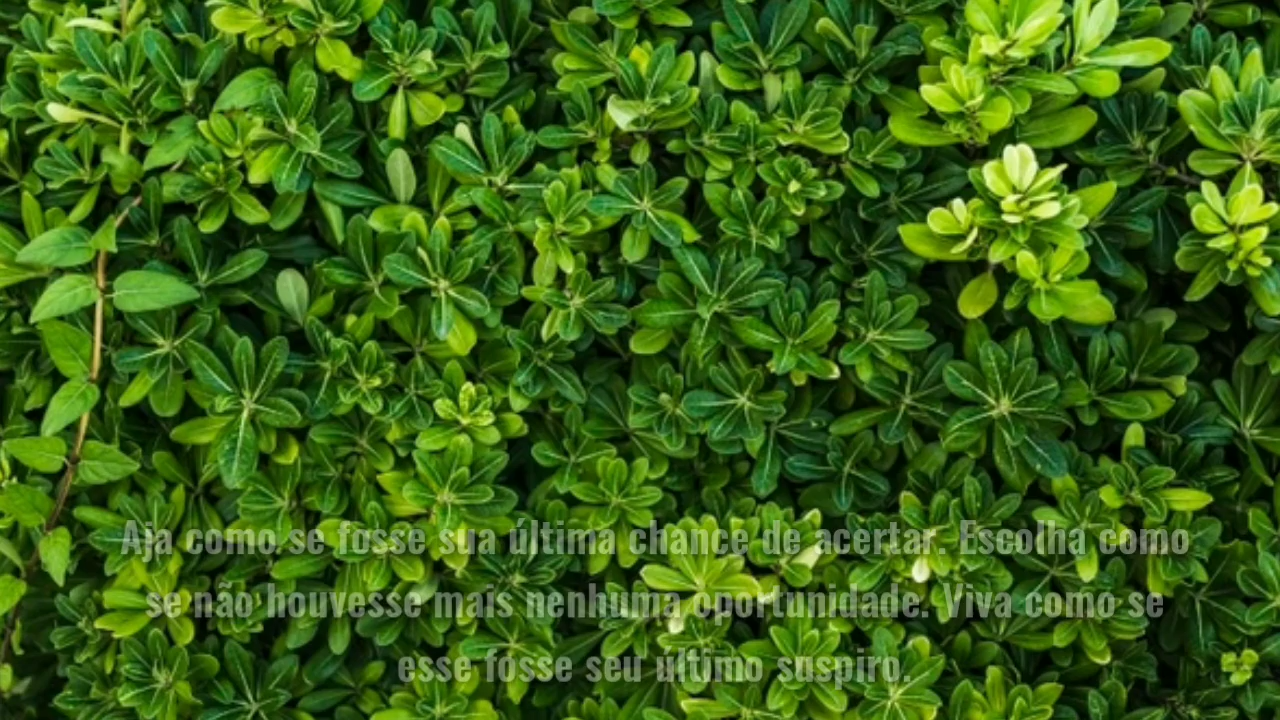 Aja como se fosse sua última chance de acertar. Escolha como
se não houvesse mais nenhuma oportunidade. Viva como se
esse fosse seu último suspiro.